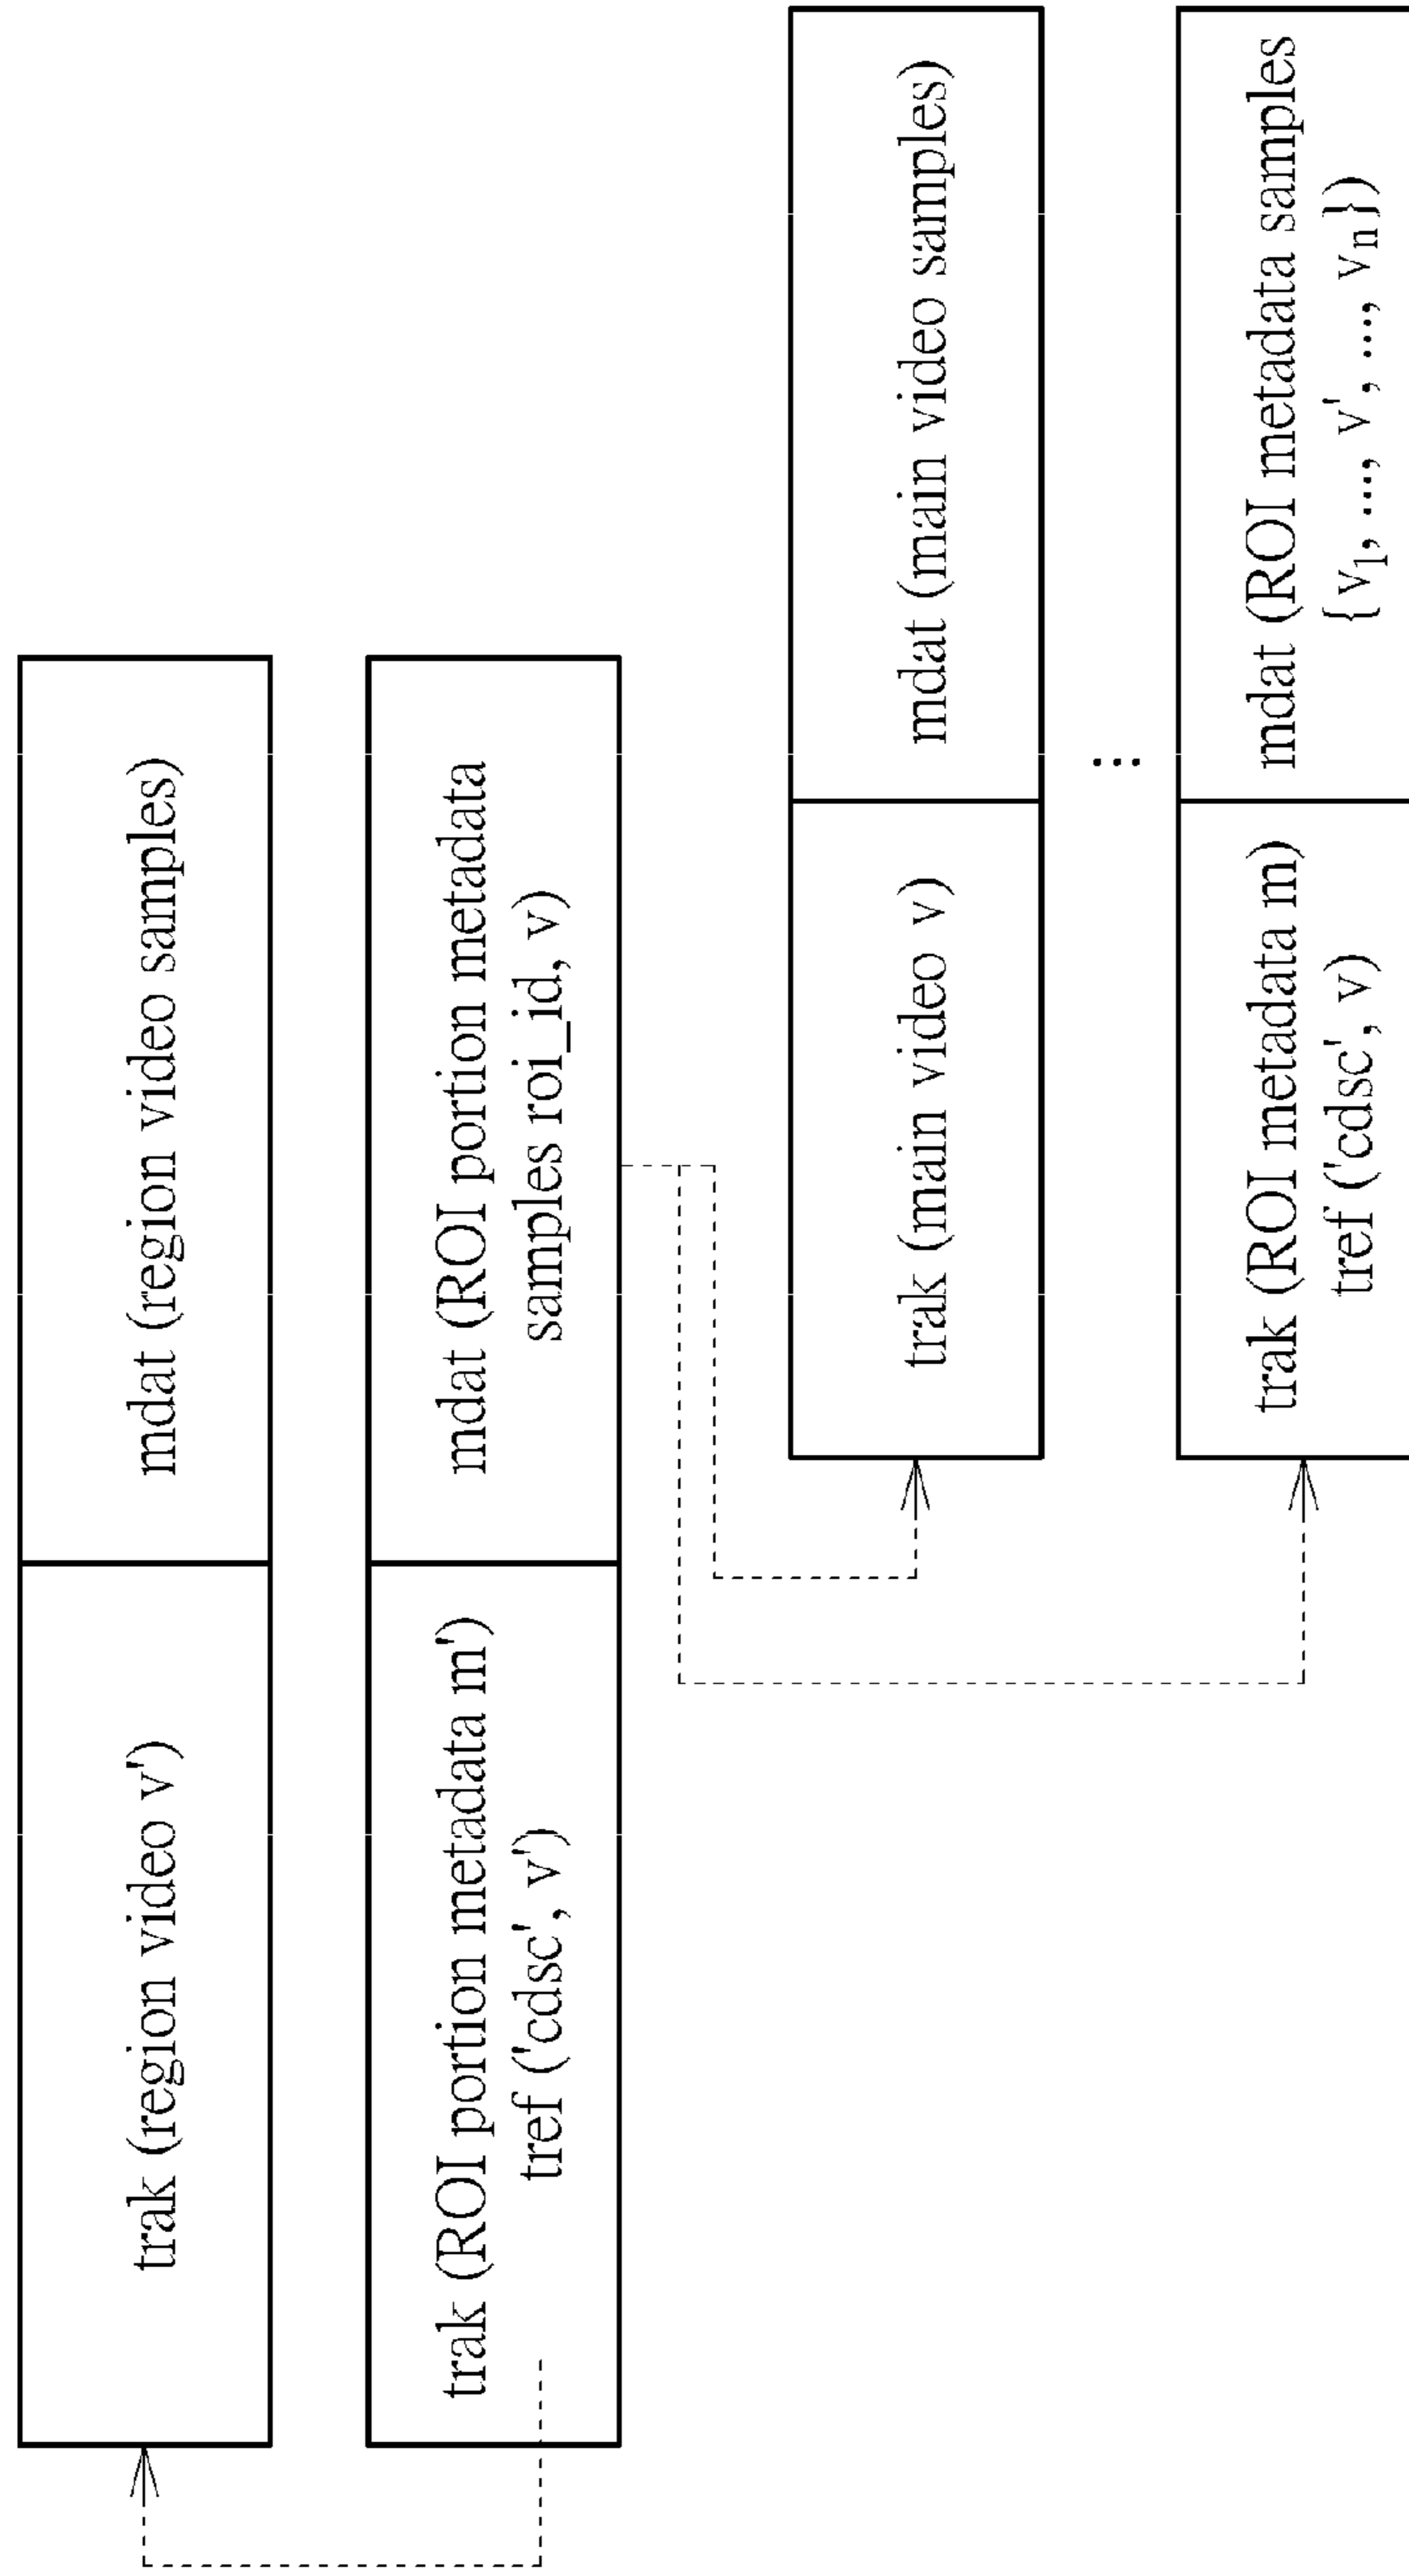 trak (region video v')
mdat (region video samples)
trak (ROI portion metadata m')
tref ('cdsc', v')
mdat (ROI portion metadata
samples roi_id, v)
trak (main video v)
mdat (main video samples)
...
trak (ROI metadata m)
tref ('cdsc', v)
mdat (ROI metadata samples
{v1, ..., v', ..., vn})